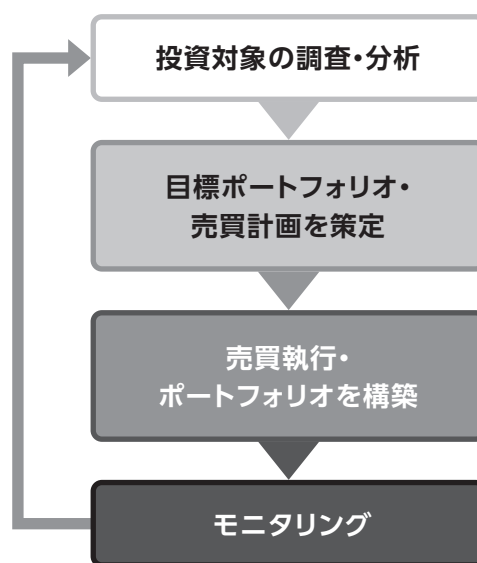 投資対象の調査・分析
目標ポートフォリオ・
売買計画を策定
売買執行・
ポートフォリオを構築
モニタリング